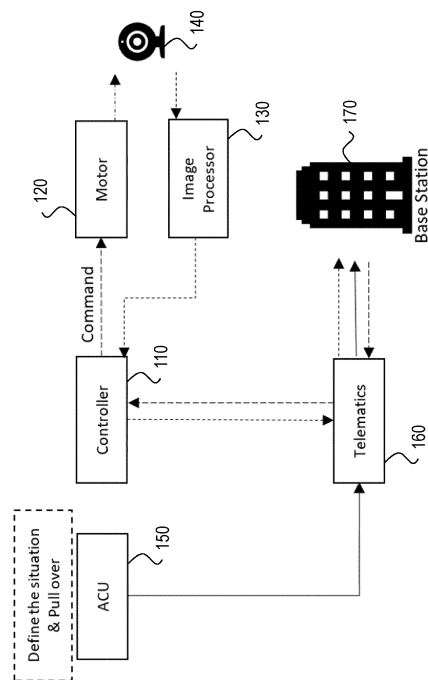 Define the situation
& Pull over
ACU
150
Controller
110
Command
Motor
120
140
Image
Processor
130
Telematics
160
170
Base Station